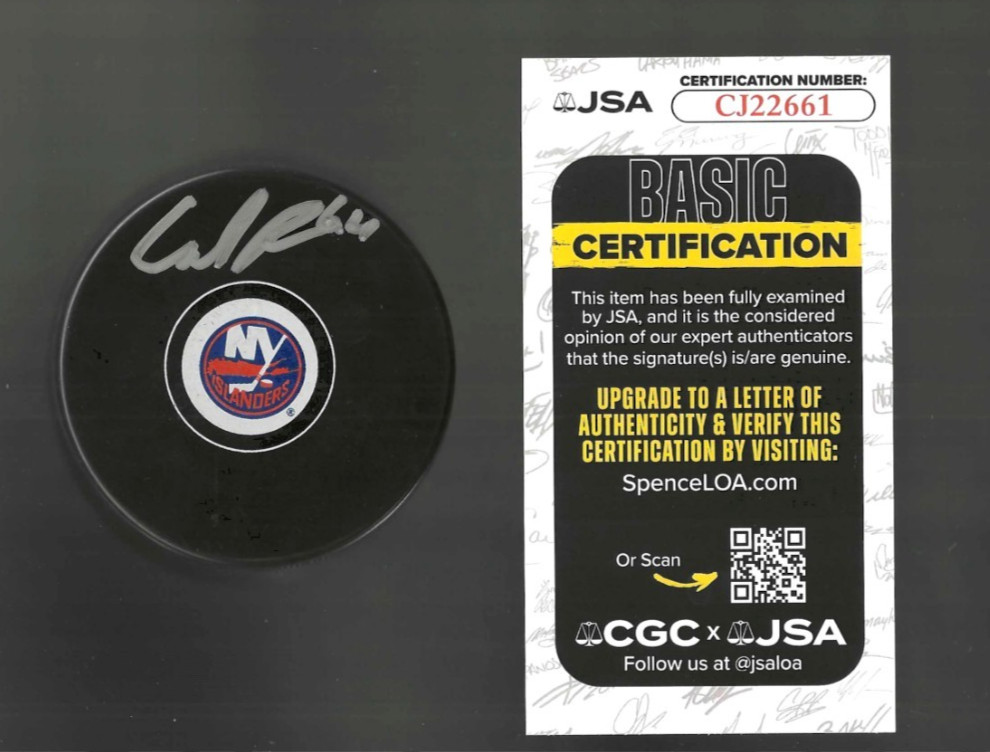 NY
ISLANDERS
®
JSA
CERTIFICATION NUMBER:
CJ22661
BASIC
CERTIFICATION
This item has been fully examined
by JSA, and it is the considered
opinion of our expert authenticators
that the signature(s) is/are genuine.
UPGRADE TO A LETTER OF
AUTHENTICITY & VERIFY THIS
CERTIFICATION BY VISITING:
SpenceLOA.com
Or Scan
CGC x JSA
Follow us at @jsaloa